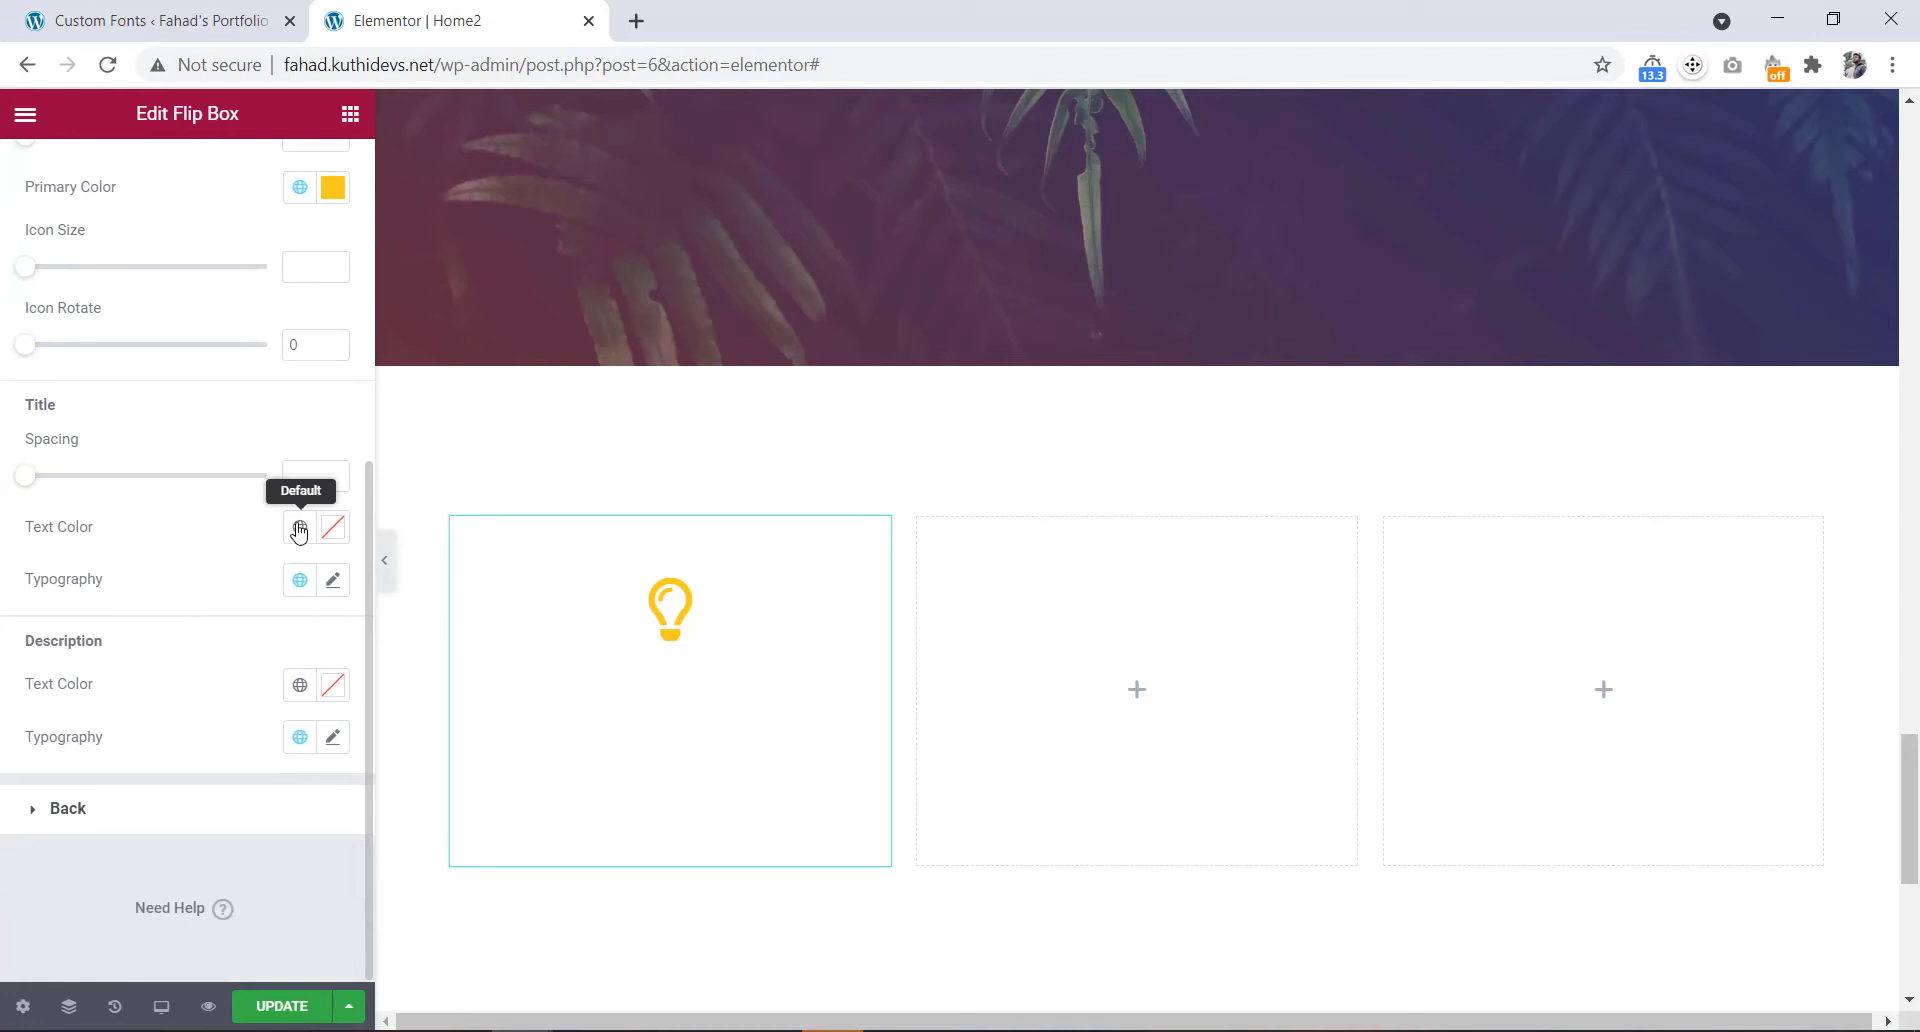 Custom Fonts ‹ Fahad's Portfolio
Elementor | Home2
Not secure
fahad.kuthidevs.net/wp-admin/post.php?post=6&action=elementor#
13.3
off
Edit Flip Box
Primary Color
Icon Size
Icon Rotate
0
Title
Spacing
Default
Text Color
Typography
Description
Text Color
Typography
Back
Need Help ?
UPDATE